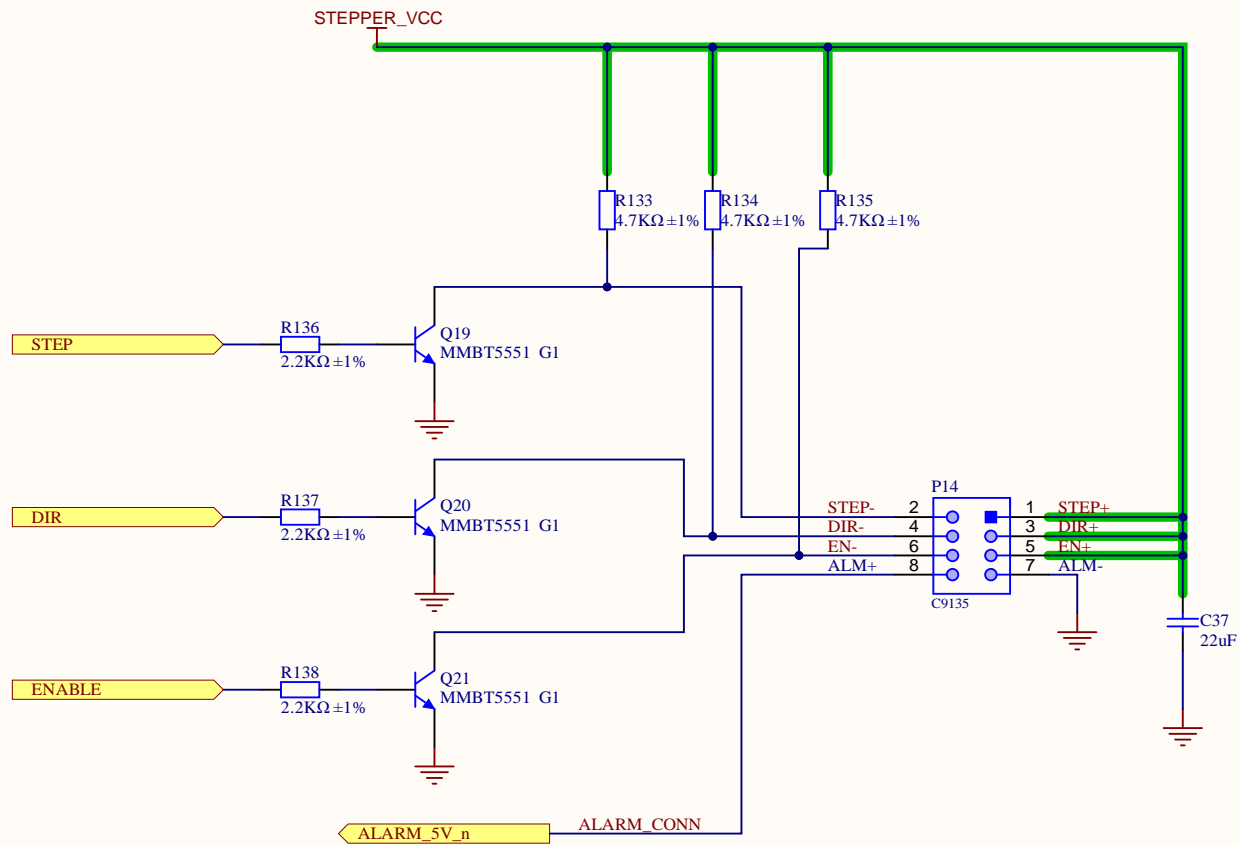 STEPPER_VCC
R133
4.7KΩ ±1%
R134
4.7KΩ ±1%
R135
4.7KΩ ±1%
STEP
R136
2.2KΩ ±1%
Q19
MMBT5551 G1
DIR
R137
2.2KΩ ±1%
Q20
MMBT5551 G1
P14
STEP- 2 1 STEP+
DIR- 4 3 DIR+
EN- 6 5 EN+
ALM+ 8 7 ALM-
C9135
C37
22uF
ENABLE
R138
2.2KΩ ±1%
Q21
MMBT5551 G1
ALARM_5V_n
ALARM_CONN